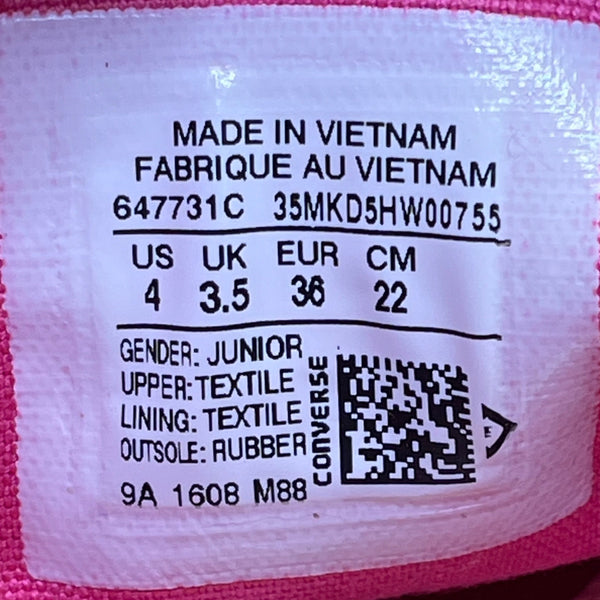 MADE IN VIETNAM
FABRIQUE AU VIETNAM
647731C 35MKD5HW00755
US UK EUR CM
4 3.5 36 22
GENDER: JUNIOR
UPPER: TEXTILE
LINING: TEXTILE
OUTSOLE: RUBBER
9A 1608 M88
CONVERSE
E